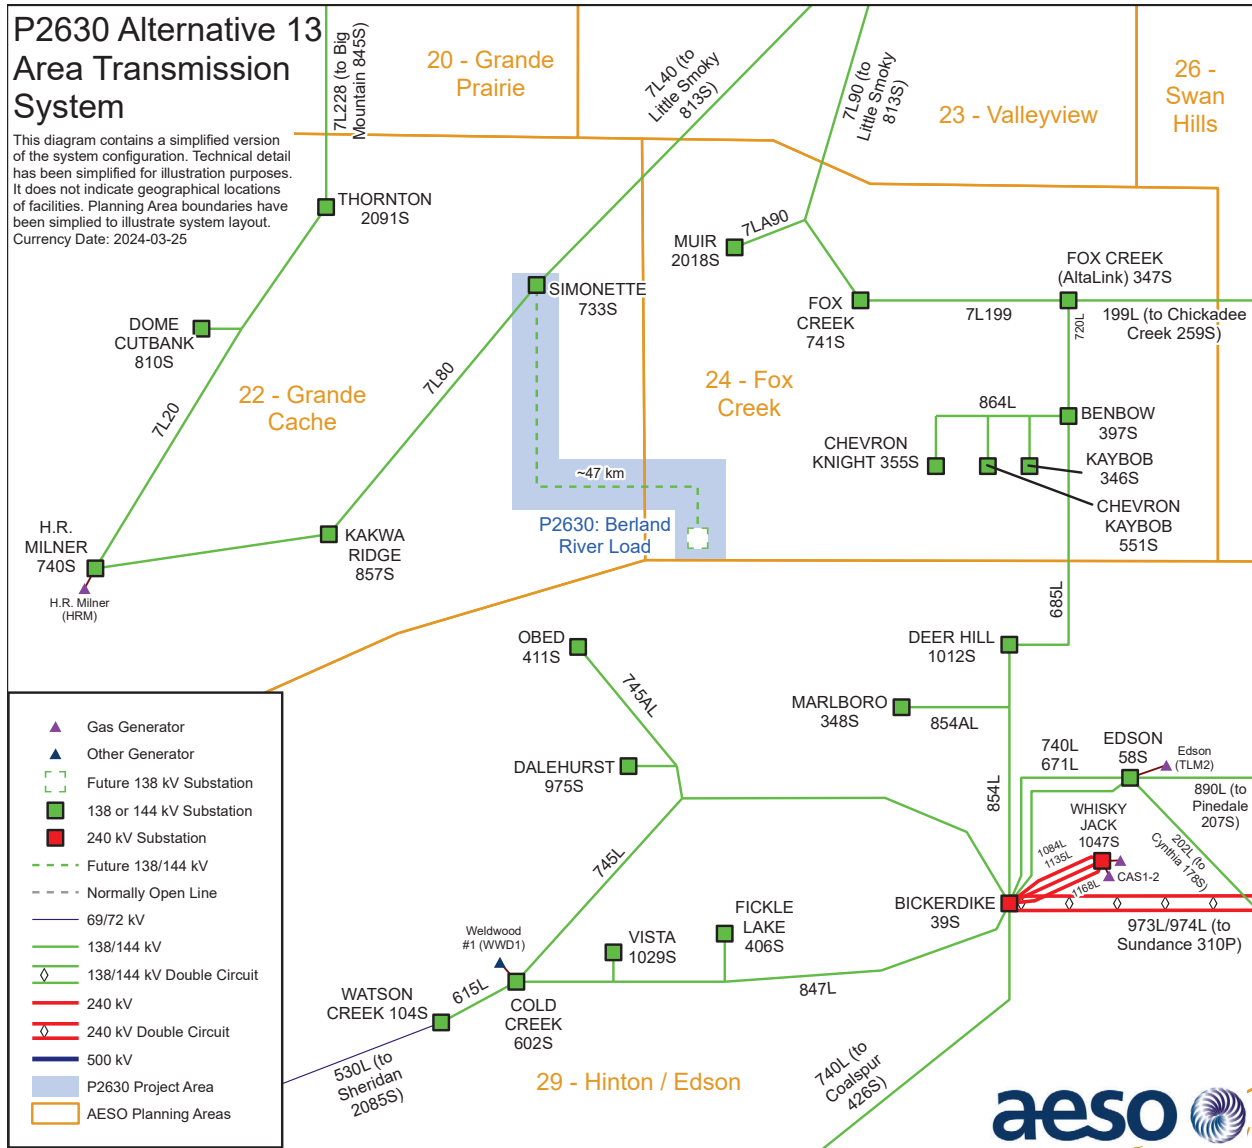 P2630 Alternative 13
Area Transmission
System
This diagram contains a simplified version
of the system configuration. Technical detail
has been simplified for illustration purposes.
It does not indicate geographical locations
of facilities. Planning Area boundaries have
been simplied to illustrate system layout.
Currency Date: 2024-03-25
7L228 (to Big
Mountain 845S)
20 - Grande
Prairie
7L40 (to
Little Smoky
813S)
7L90 (to
Little Smoky
813S)
23 - Valleyview
26 -
Swan
Hills
THORNTON
2091S
MUIR
2018S
7LA90
SIMONETTE
733S
FOX
CREEK
741S
7L199
FOX CREEK
(AltaLink) 347S
720L
199L (to Chickadee
Creek 259S)
DOME
CUTBANK
810S
7L20
22 - Grande
Cache
7L80
24 - Fox
Creek
864L
BENBOW
397S
CHEVRON
KNIGHT 355S
KAYBOB
346S
CHEVRON
KAYBOB
551S
~47 km
P2630: Berland
River Load
H.R.
MILNER
740S
H.R. Milner
(HRM)
KAKWA
RIDGE
857S
685L
OBED
411S
745AL
DEER HILL
1012S
MARLBORO
348S
854AL
DALEHURST
975S
854L
740L
671L
EDSON
58S
Edson
(TLM2)
890L (to
Pinedale
207S)
WHISKY
JACK
1047S
1084L
1135L
1168L
CAS1-2
202L (to
Cynthia 178S)
745L
BICKERDIKE
39S
973L/974L (to
Sundance 310P)
Weldwood
#1 (WWD1)
VISTA
1029S
FICKLE
LAKE
406S
847L
WATSON
CREEK 104S
615L
COLD
CREEK
602S
530L (to
Sheridan
2085S)
29 - Hinton / Edson
740L (to
Coalspur
426S)
Gas Generator
Other Generator
Future 138 kV Substation
138 or 144 kV Substation
240 kV Substation
Future 138/144 kV
Normally Open Line
69/72 kV
138/144 kV
138/144 kV Double Circuit
240 kV
240 kV Double Circuit
500 kV
P2630 Project Area
AESO Planning Areas
aeso